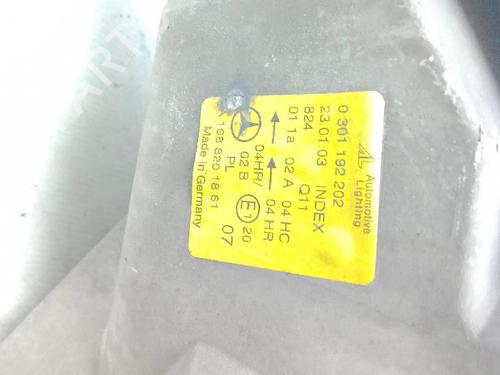 AL Automotive Lighting
0 301 192 202
23.01.03 INDEX
824 Q11
01 1a 02 A 04 HC
04HR/ 04 HR
02 B E1 20
PL 07
168 820 18 61
Made in Germany